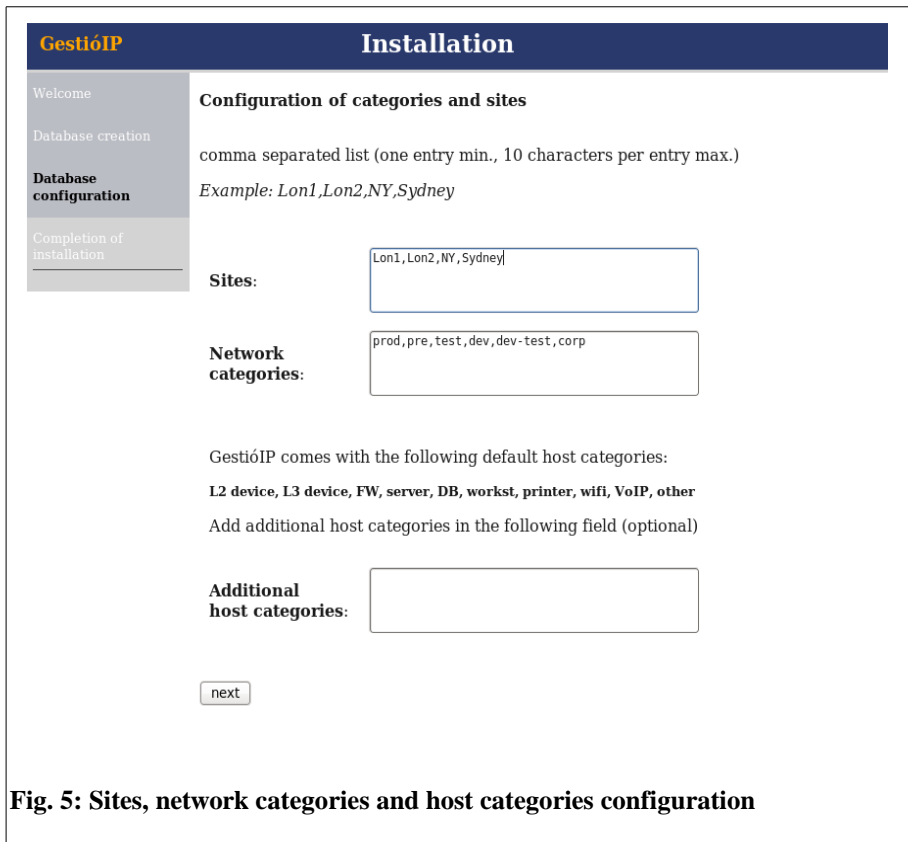 GestióIP
Installation
Welcome
Database creation
Database
configuration
Completion of
installation
Configuration of categories and sites
comma separated list (one entry min., 10 characters per entry max.)
Example: Lon1,Lon2,NY,Sydney
Sites:
Lon1,Lon2,NY,Sydney
Network
categories:
prod,pre,test,dev,dev-test,corp
GestióIP comes with the following default host categories:
L2 device, L3 device, FW, server, DB, workst, printer, wifi, VoIP, other
Add additional host categories in the following field (optional)
Additional
host categories:
next
Fig. 5: Sites, network categories and host categories configuration